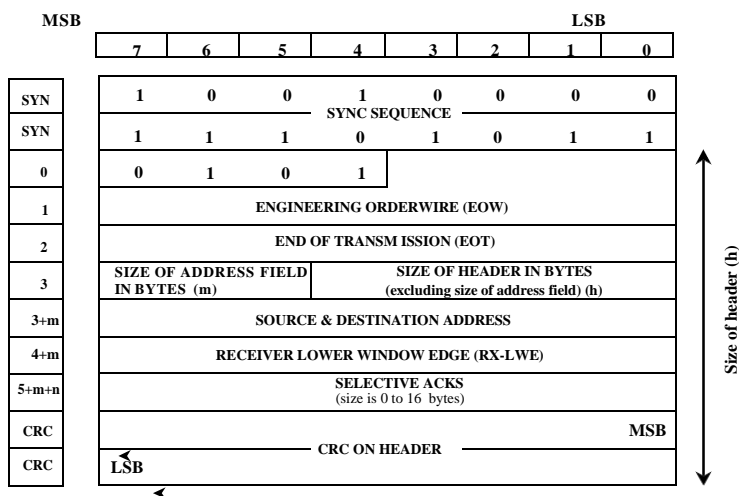 MSB LSB
7 6 5 4 3 2 1 0
SYN 1 0 0 1 0 0 0 0
SYNC SEQUENCE
SYN 1 1 1 0 1 0 1 1
0 0 1 0 1
1 ENGINEERING ORDERWIRE (EOW)
2 END OF TRANSM ISSION (EOT)
3 SIZE OF ADDRESS FIELD IN BYTES (m)
SIZE OF HEADER IN BYTES
(excluding size of address field) (h)
3+m SOURCE & DESTINATION ADDRESS
4+m RECEIVER LOWER WINDOW EDGE (RX-LWE)
5+m+n SELECTIVE ACKS
(size is 0 to 16 bytes)
CRC MSB
CRC ON HEADER
CRC LSB
Size of header (h)